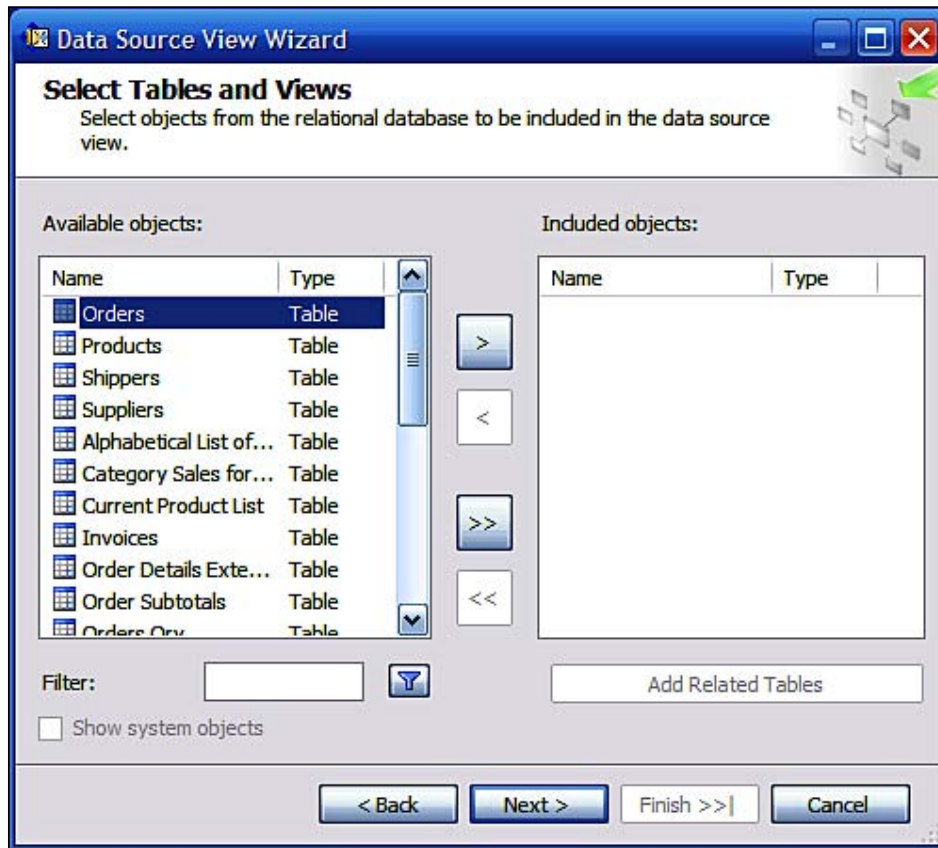 Data Source View Wizard
Select Tables and Views
Select objects from the relational database to be included in the data source
view.
Available objects:
Included objects:
Name Type
Name Type
Orders Table
Products Table
Shippers Table
Suppliers Table
Alphabetical List of... Table
Category Sales for... Table
Current Product List Table
Invoices Table
Order Details Exte... Table
Order Subtotals Table
Orders Qry Table
>
<
>>
<<
Filter:
Add Related Tables
Show system objects
< Back Next > Finish >>| Cancel